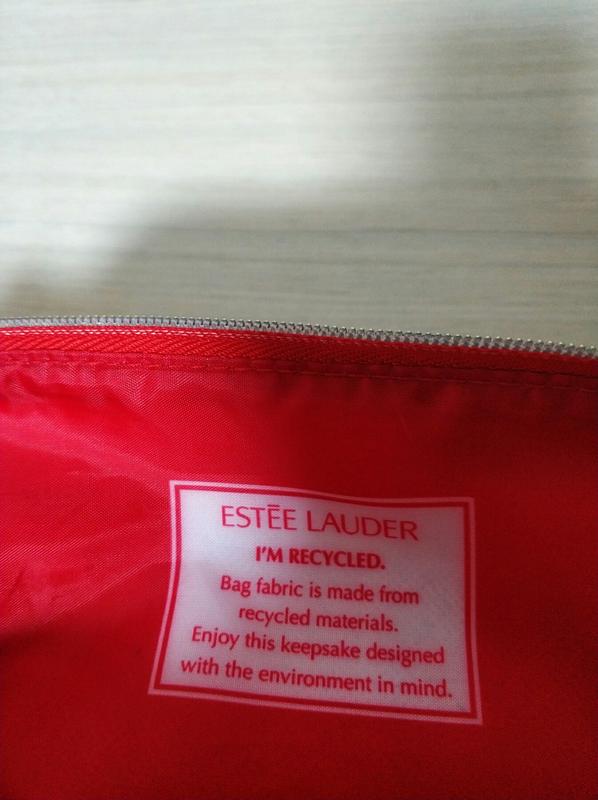 ESTĒE LAUDER
I'M RECYCLED.
Bag fabric is made from
recycled materials.
Enjoy this keepsake designed
with the environment in mind.